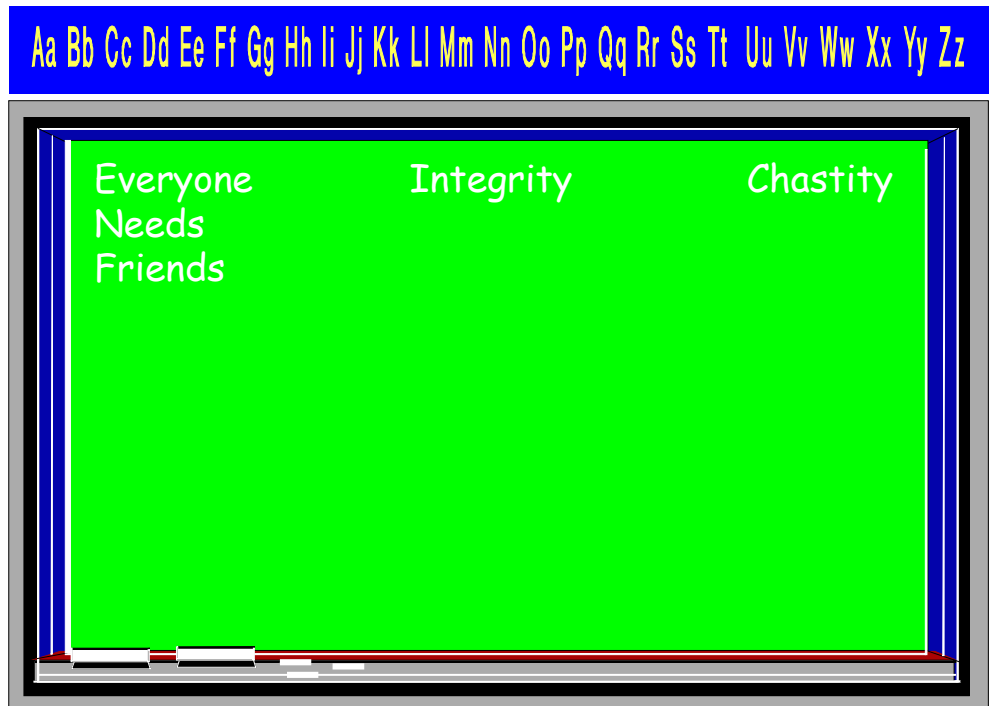 Aa Bb Cc Dd Ee Ff Gg Hh Ii Jj Kk Ll Mm Nn Oo Pp Qq Rr Ss Tt Uu Vv Ww Xx Yy Zz
Everyone Integrity Chastity
Needs
Friends